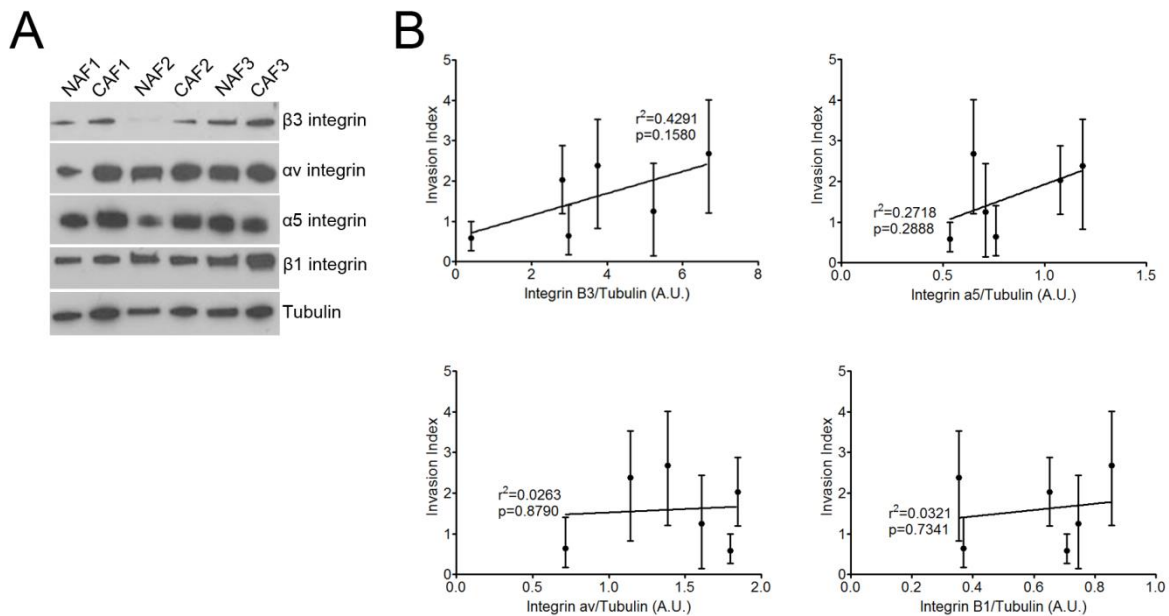 A
NAF1 CAF1 NAF2 CAF2 NAF3 CAF3
β3 integrin
αv integrin
α5 integrin
β1 integrin
Tubulin
B
5
4
3
2
1
0
Invasion Index
r²=0.4291
p=0.1580
0 2 4 6 8
Integrin B3/Tubulin (A.U.)
5
4
3
2
1
0
Invasion Index
r²=0.2718
p=0.2888
0.0 0.5 1.0 1.5
Integrin a5/Tubulin (A.U.)
5
4
3
2
1
0
Invasion Index
r²=0.0263
p=0.8790
0.0 0.5 1.0 1.5 2.0
Integrin av/Tubulin (A.U.)
5
4
3
2
1
0
Invasion Index
r²=0.0321
p=0.7341
0.0 0.2 0.4 0.6 0.8 1.0
Integrin B1/Tubulin (A.U.)